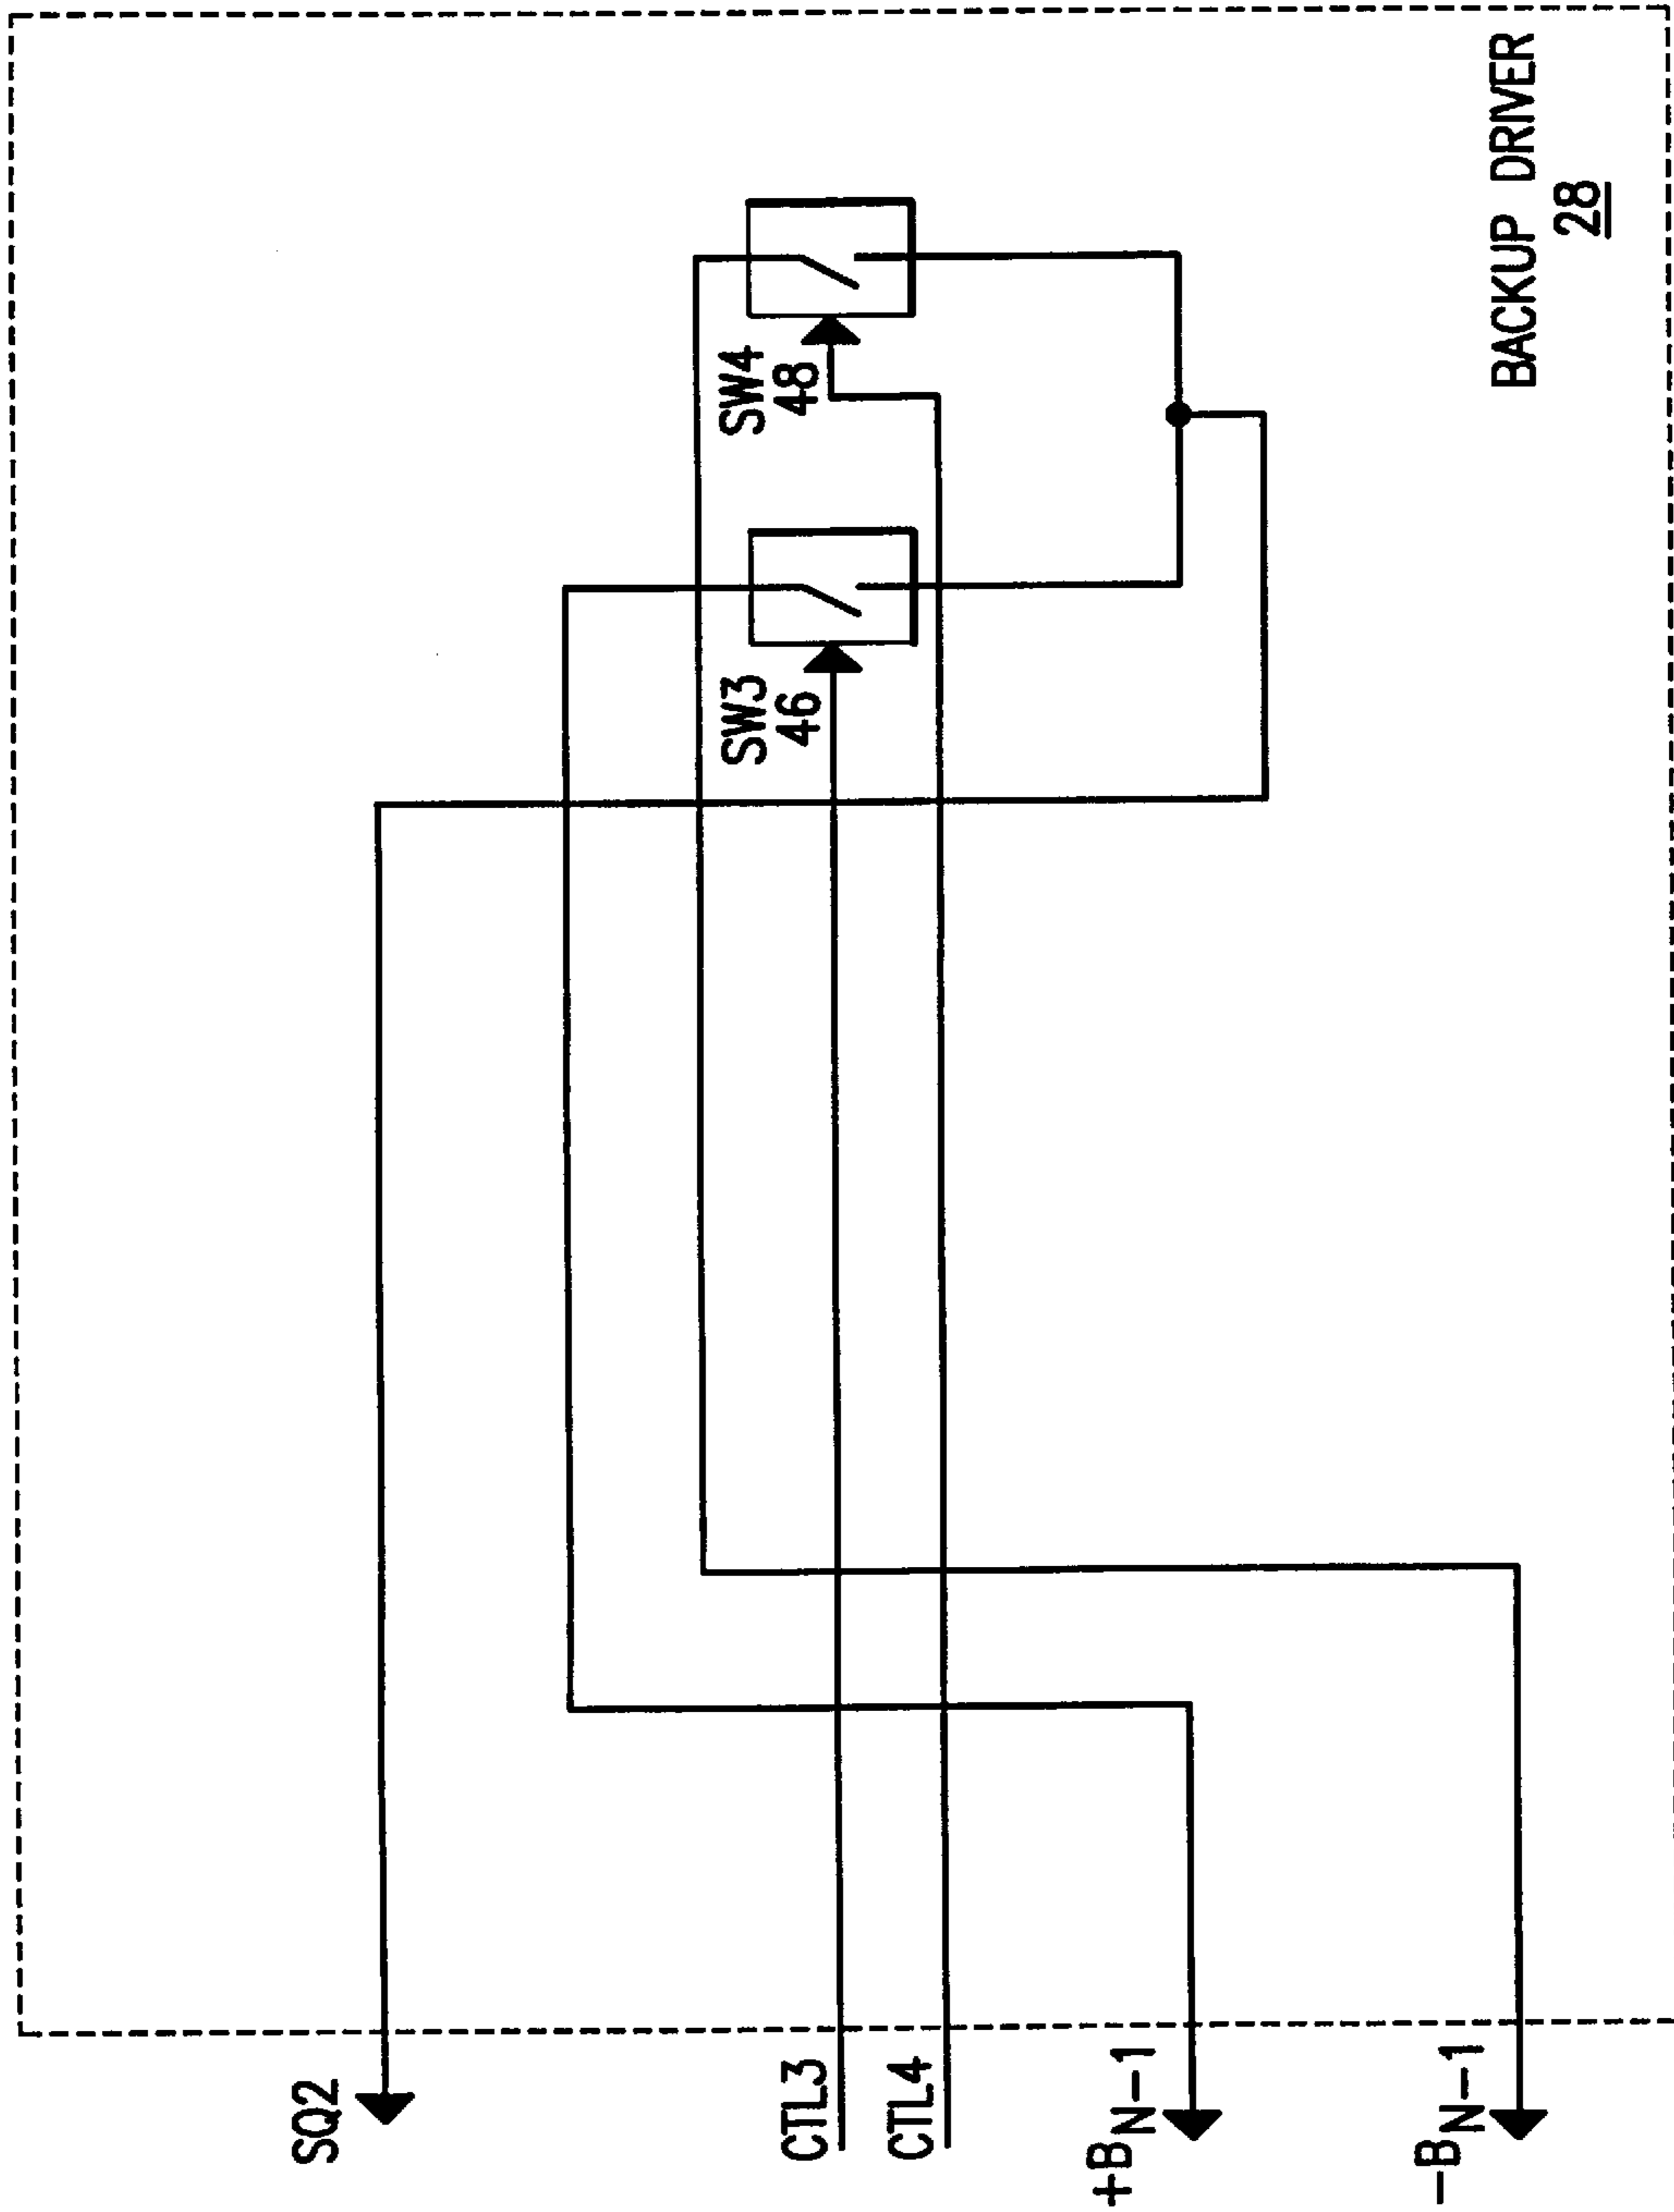 SQ2
CTL3
CTL4
+BN-1
-BN-1
SW3
46
SW4
48
BACKUP DRIVER
28